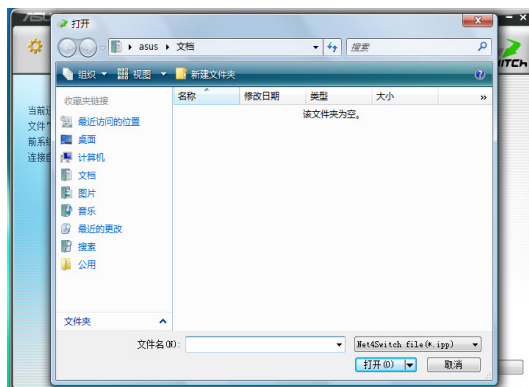 打开
asus ▸ 文档
搜索
组织 视图 新建文件夹
收藏夹链接
名称 修改日期 类型 大小 »
该文件夹为空。
最近访问的位置
桌面
计算机
文档
图片
音乐
最近的更改
搜索
公用
文件夹
文件名(N):
Net4Switch file(*.ipp)
打开(O) 取消
当前
文件
前系
连接
ITCH